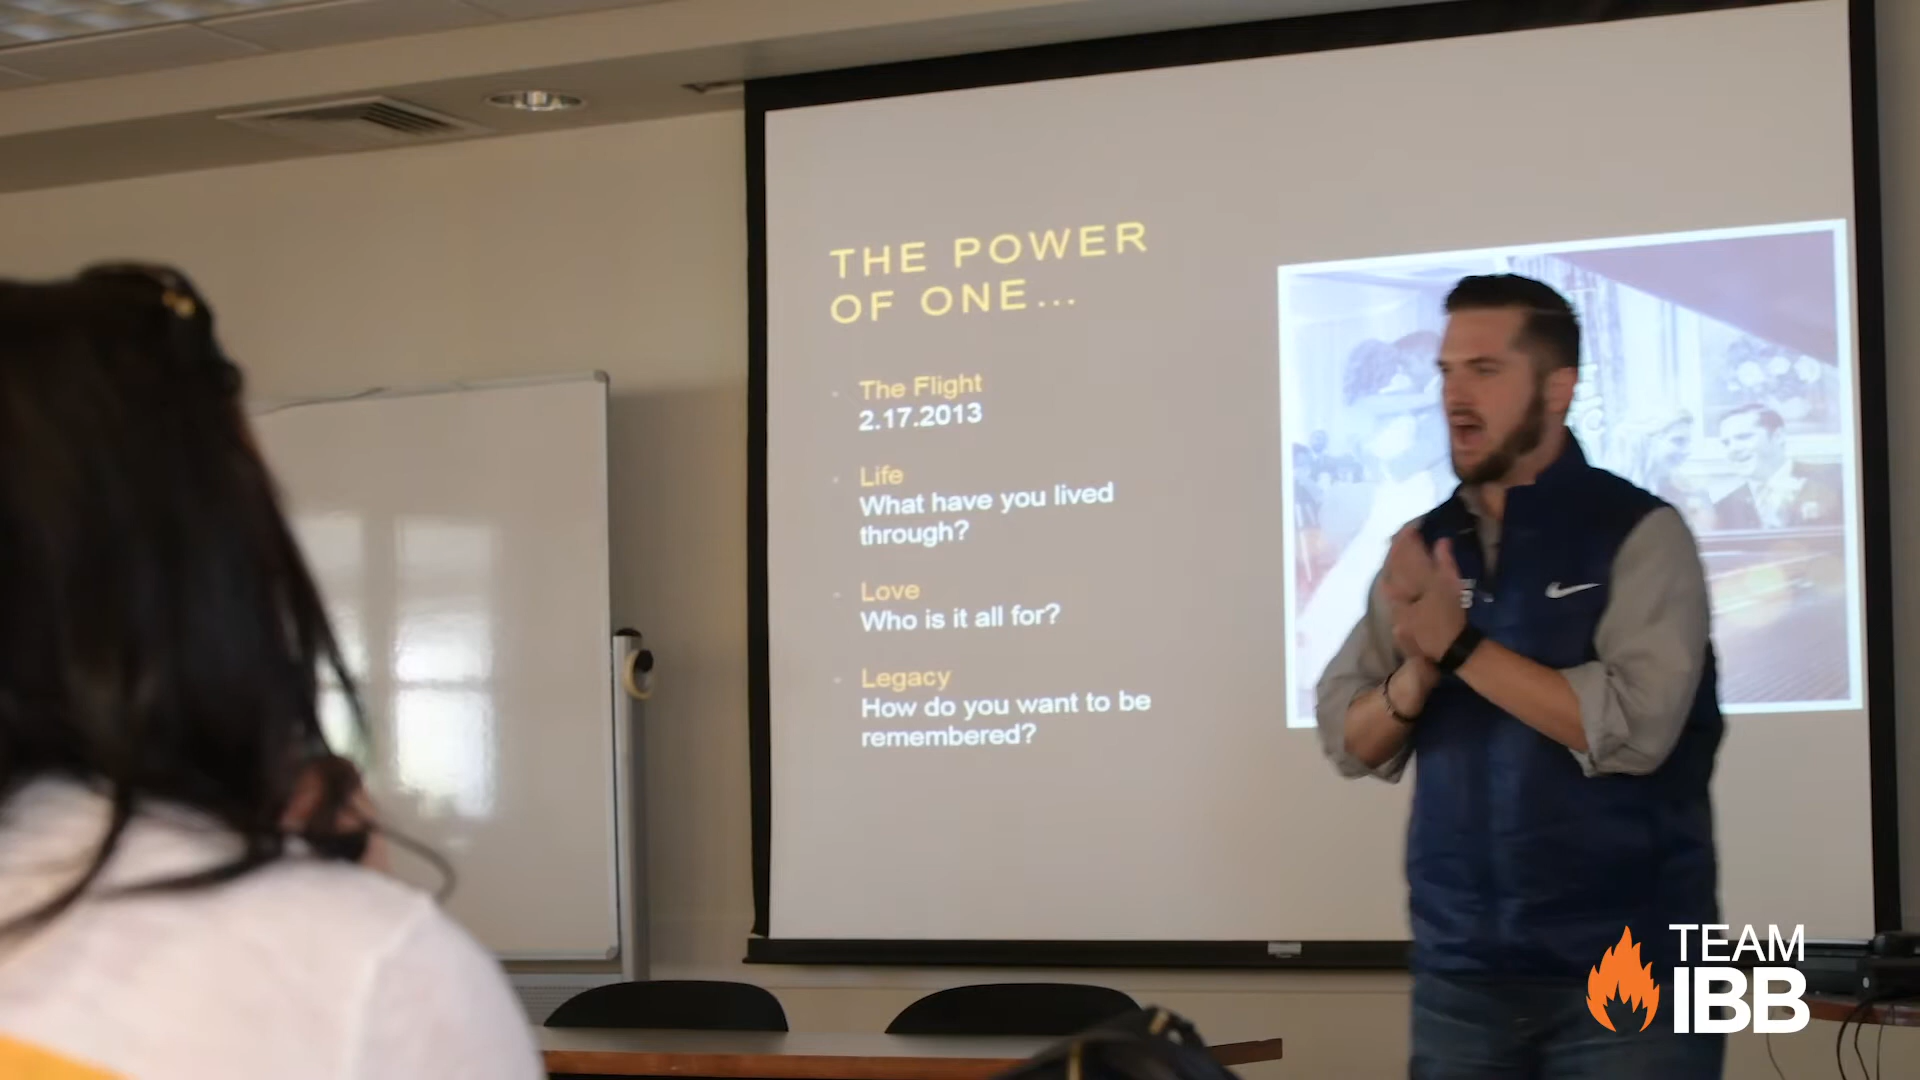 THE POWER
OF ONE...
The Flight
2.17.2013
Life
What have you lived
through?
Love
Who is it all for?
Legacy
How do you want to be
remembered?
TEAM
IBB